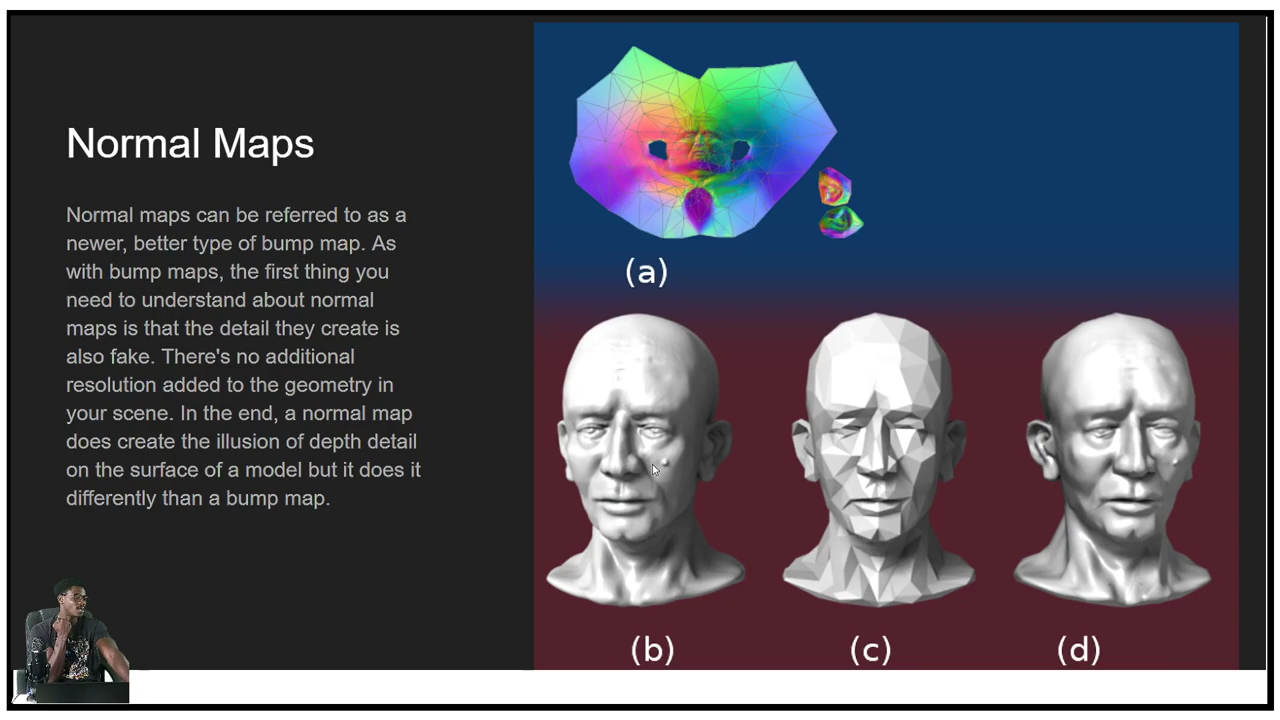 Normal Maps
Normal maps can be referred to as a
newer, better type of bump map. As
with bump maps, the first thing you
need to understand about normal
maps is that the detail they create is
also fake. There's no additional
resolution added to the geometry in
your scene. In the end, a normal map
does create the illusion of depth detail
on the surface of a model but it does it
differently than a bump map.
(a)
(b) (c) (d)